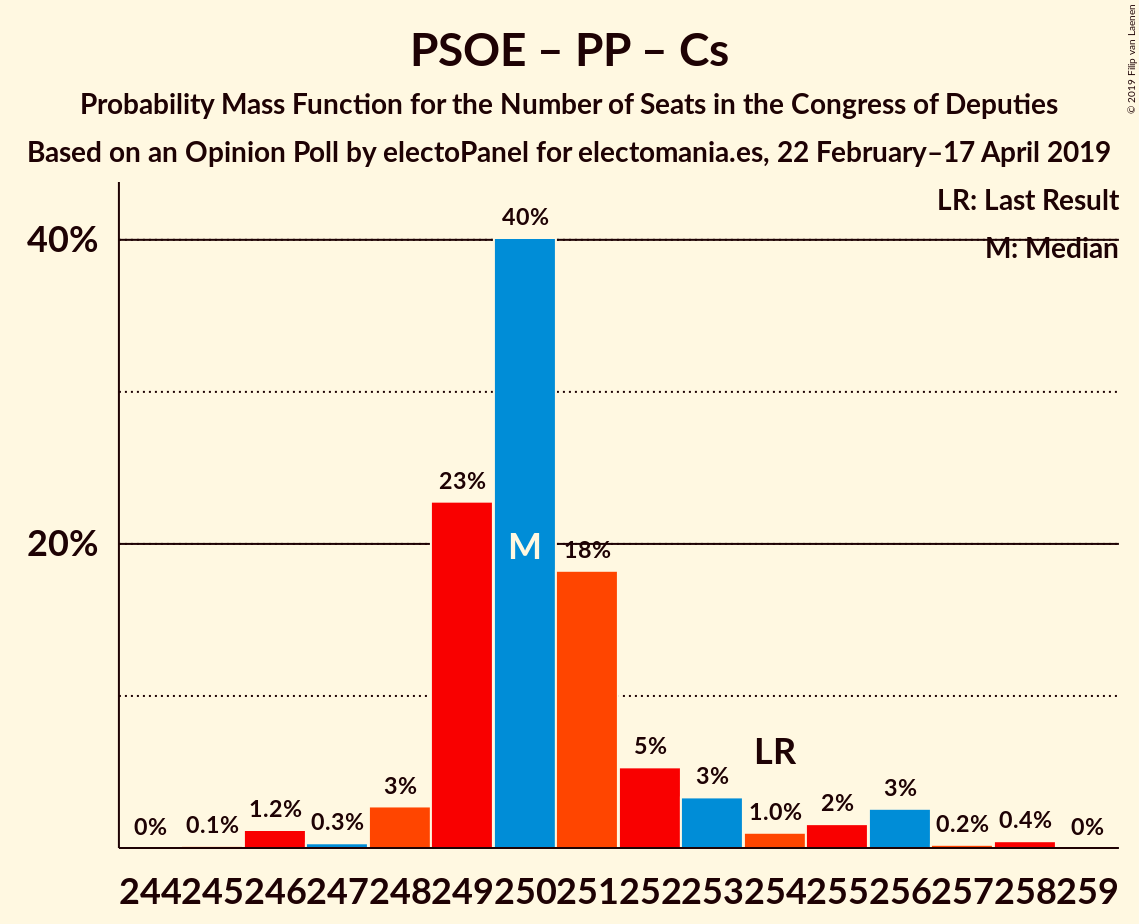 PSOE – PP – Cs
Probability Mass Function for the Number of Seats in the Congress of Deputies
Based on an Opinion Poll by electoPanel for electomania.es, 22 February–17 April 2019
© 2019 Filip van Laenen
LR: Last Result
M: Median
40%
20%
0%
0.1%
1.2%
0.3%
3%
23%
40%
M
18%
5%
3%
LR
1.0%
2%
3%
0.2%
0.4%
0%
244 245 246 247 248 249 250 251 252 253 254 255 256 257 258 259